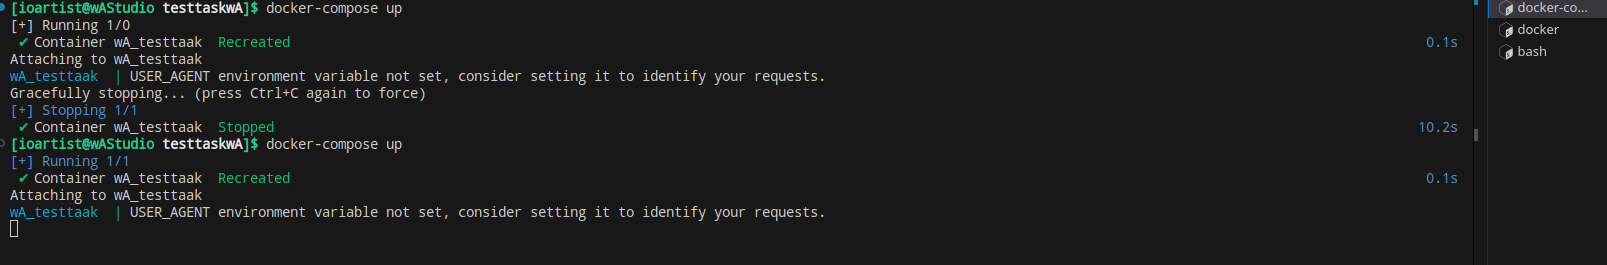 [ioartist@wAStudio testtaskwA]$ docker-compose up
[+] Running 1/0
✔ Container wA_testtaak  Recreated 0.1s
Attaching to wA_testtaak
wA_testtaak  | USER_AGENT environment variable not set, consider setting it to identify your requests.
Gracefully stopping... (press Ctrl+C again to force)
[+] Stopping 1/1
✔ Container wA_testtaak  Stopped 10.2s
[ioartist@wAStudio testtaskwA]$ docker-compose up
[+] Running 1/1
✔ Container wA_testtaak  Recreated 0.1s
Attaching to wA_testtaak
wA_testtaak  | USER_AGENT environment variable not set, consider setting it to identify your requests.
docker-co...
docker
bash